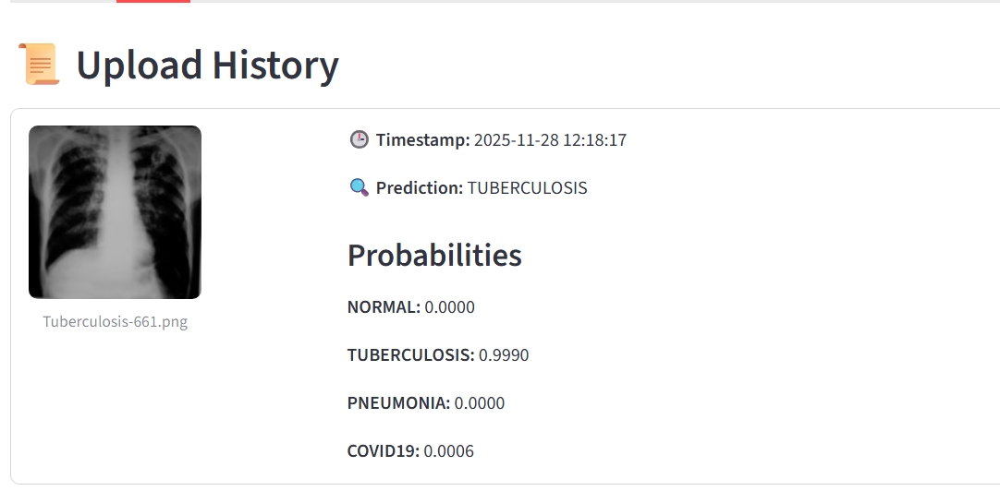 Upload History
Timestamp: 2025-11-28 12:18:17
Prediction: TUBERCULOSIS
Probabilities
NORMAL: 0.0000
TUBERCULOSIS: 0.9990
PNEUMONIA: 0.0000
COVID19: 0.0006
Tuberculosis-661.png